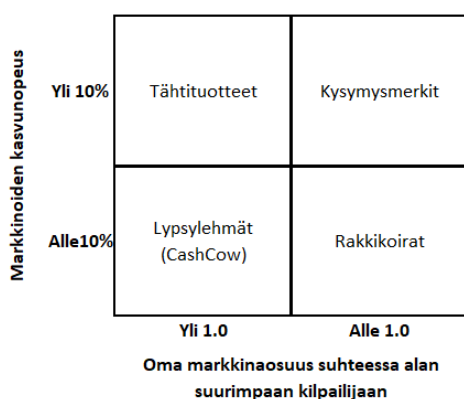 Markkinoiden kasvunopeus
Yli 10%
Tähtituotteet
Kysymysmerkit
Alle10%
Lypsylehmät
(CashCow)
Rakkikoirat
Yli 1.0
Alle 1.0
Oma markkinaosuus suhteessa alan
suurimpaan kilpailijaan